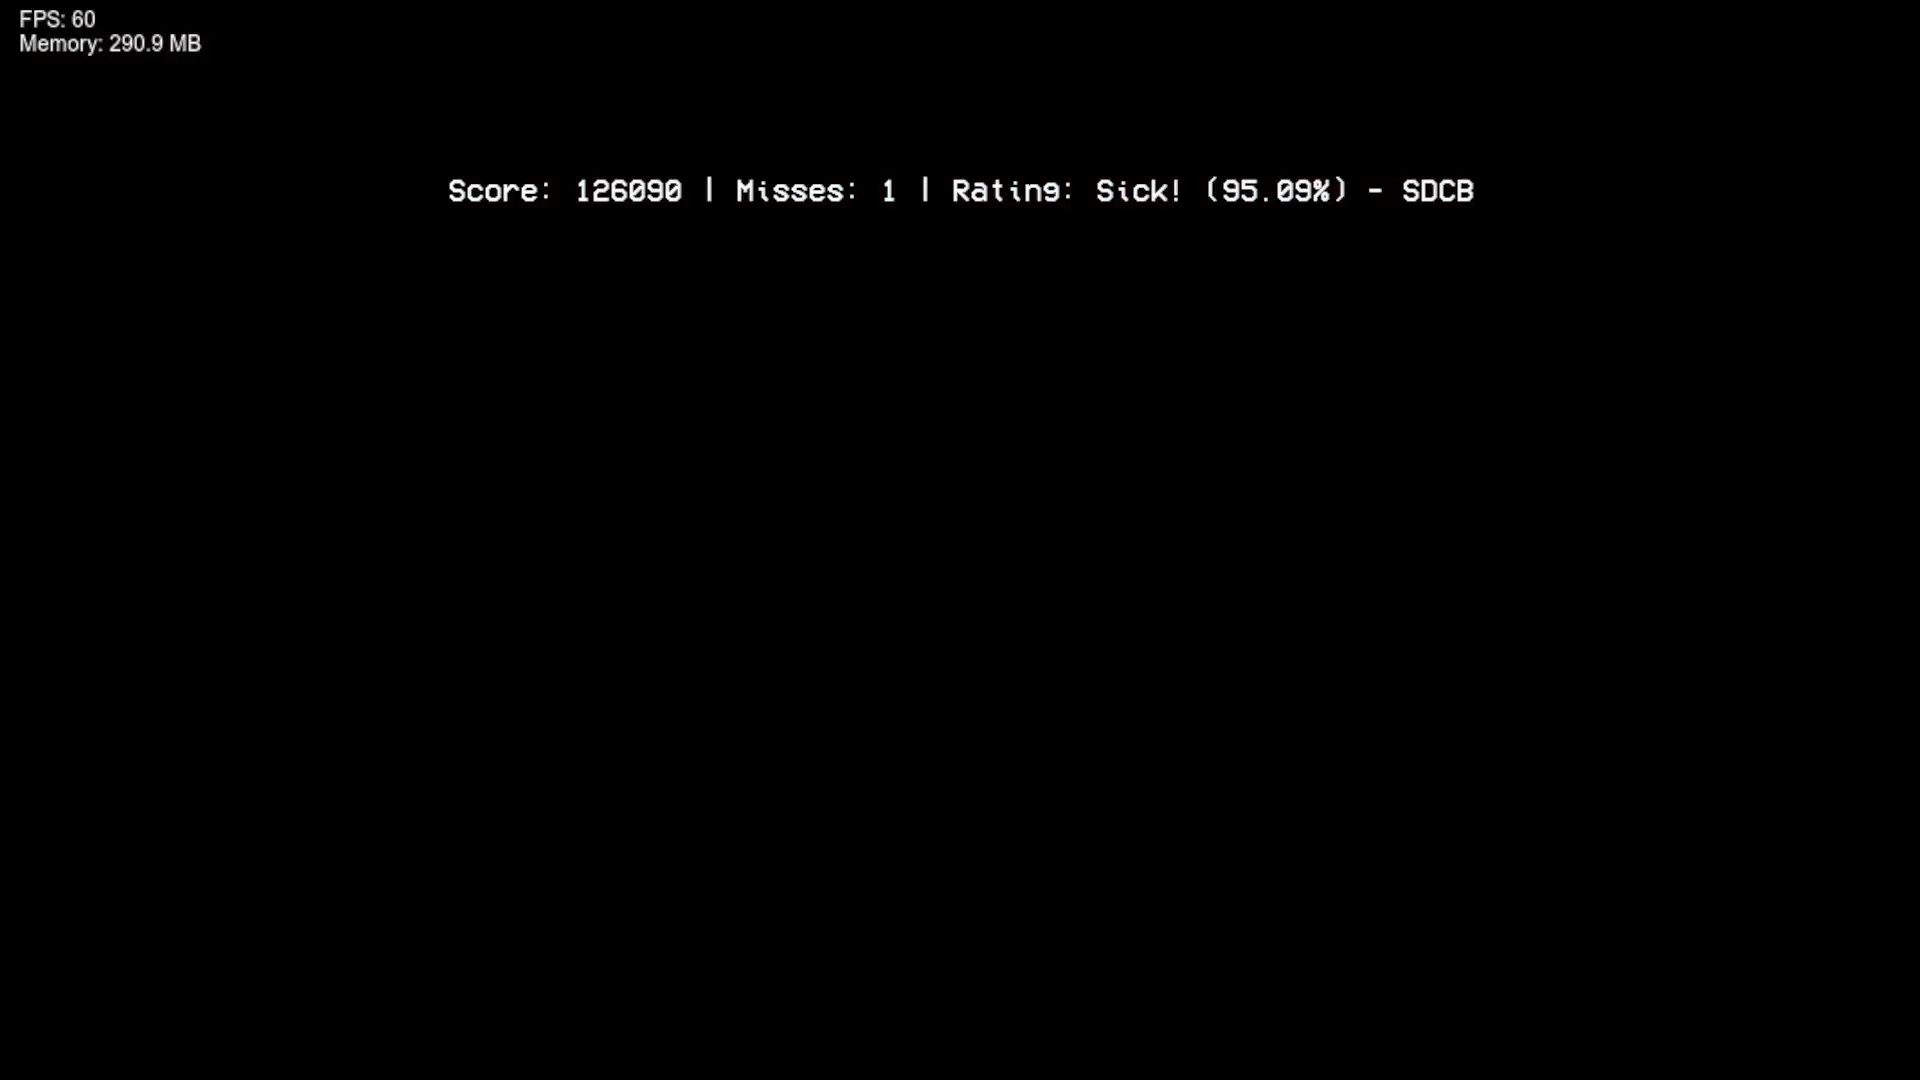 FPS: 60
Memory: 290.9 MB
Score: 126090 | Misses: 1 | Rating: Sick! (95.09%) - SDCB